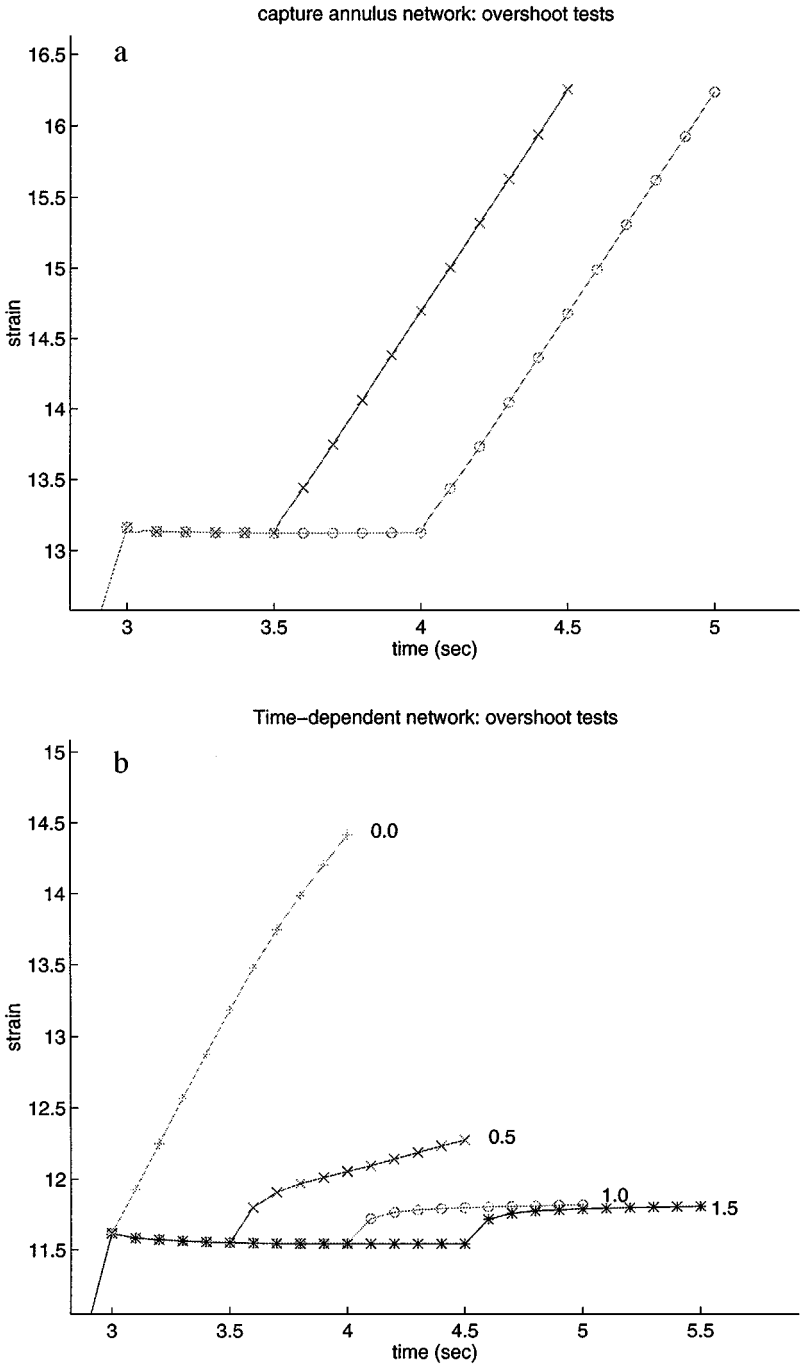 capture annulus network: overshoot tests
a
16.5
16
15.5
15
14.5
14
13.5
13
strain
3 3.5 4 4.5 5
time (sec)
Time-dependent network: overshoot tests
b
15
14.5
14
13.5
13
12.5
12
11.5
strain
0.0
0.5
1.0
1.5
3 3.5 4 4.5 5 5.5
time (sec)